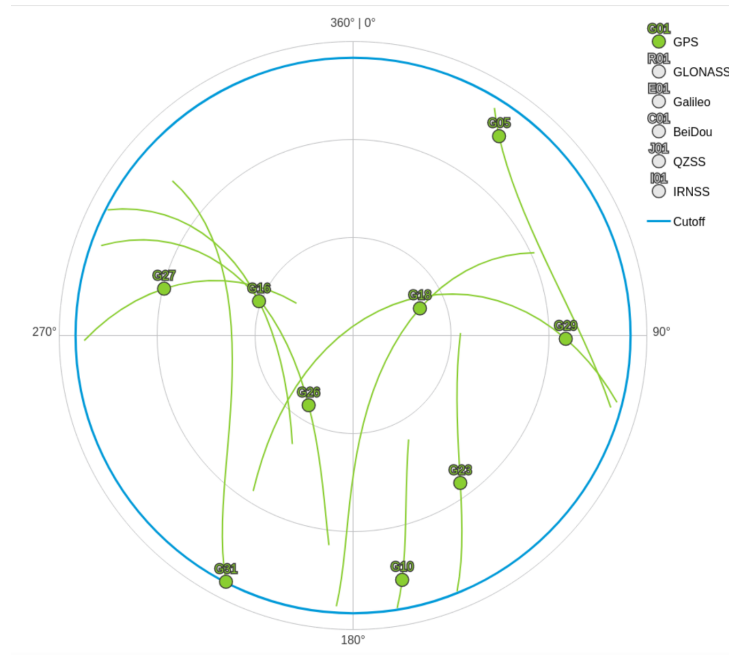 360° | 0°
G01
GPS
R01
GLONASS
E01
Galileo
C01
BeiDou
J01
QZSS
I01
IRNSS
Cutoff
G05
G27
G16
G18
270°
G29
90°
G26
G23
G31
G10
180°